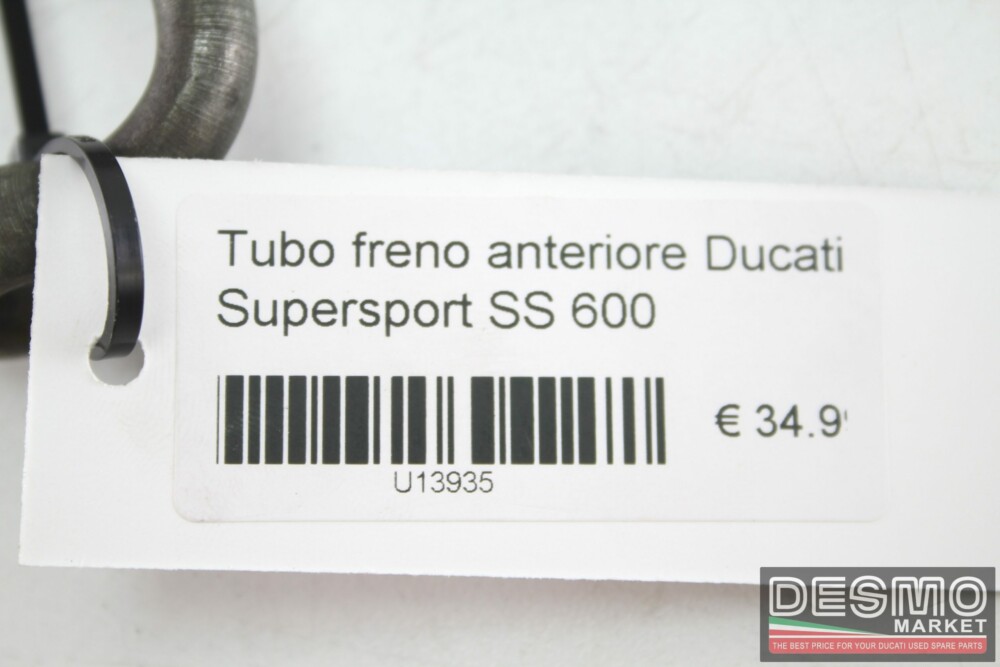 Tubo freno anteriore Ducati
Supersport SS 600
€ 34.9
U13935
DESMO
MARKET
THE BEST PRICE FOR YOUR DUCATI USED SPARE PARTS